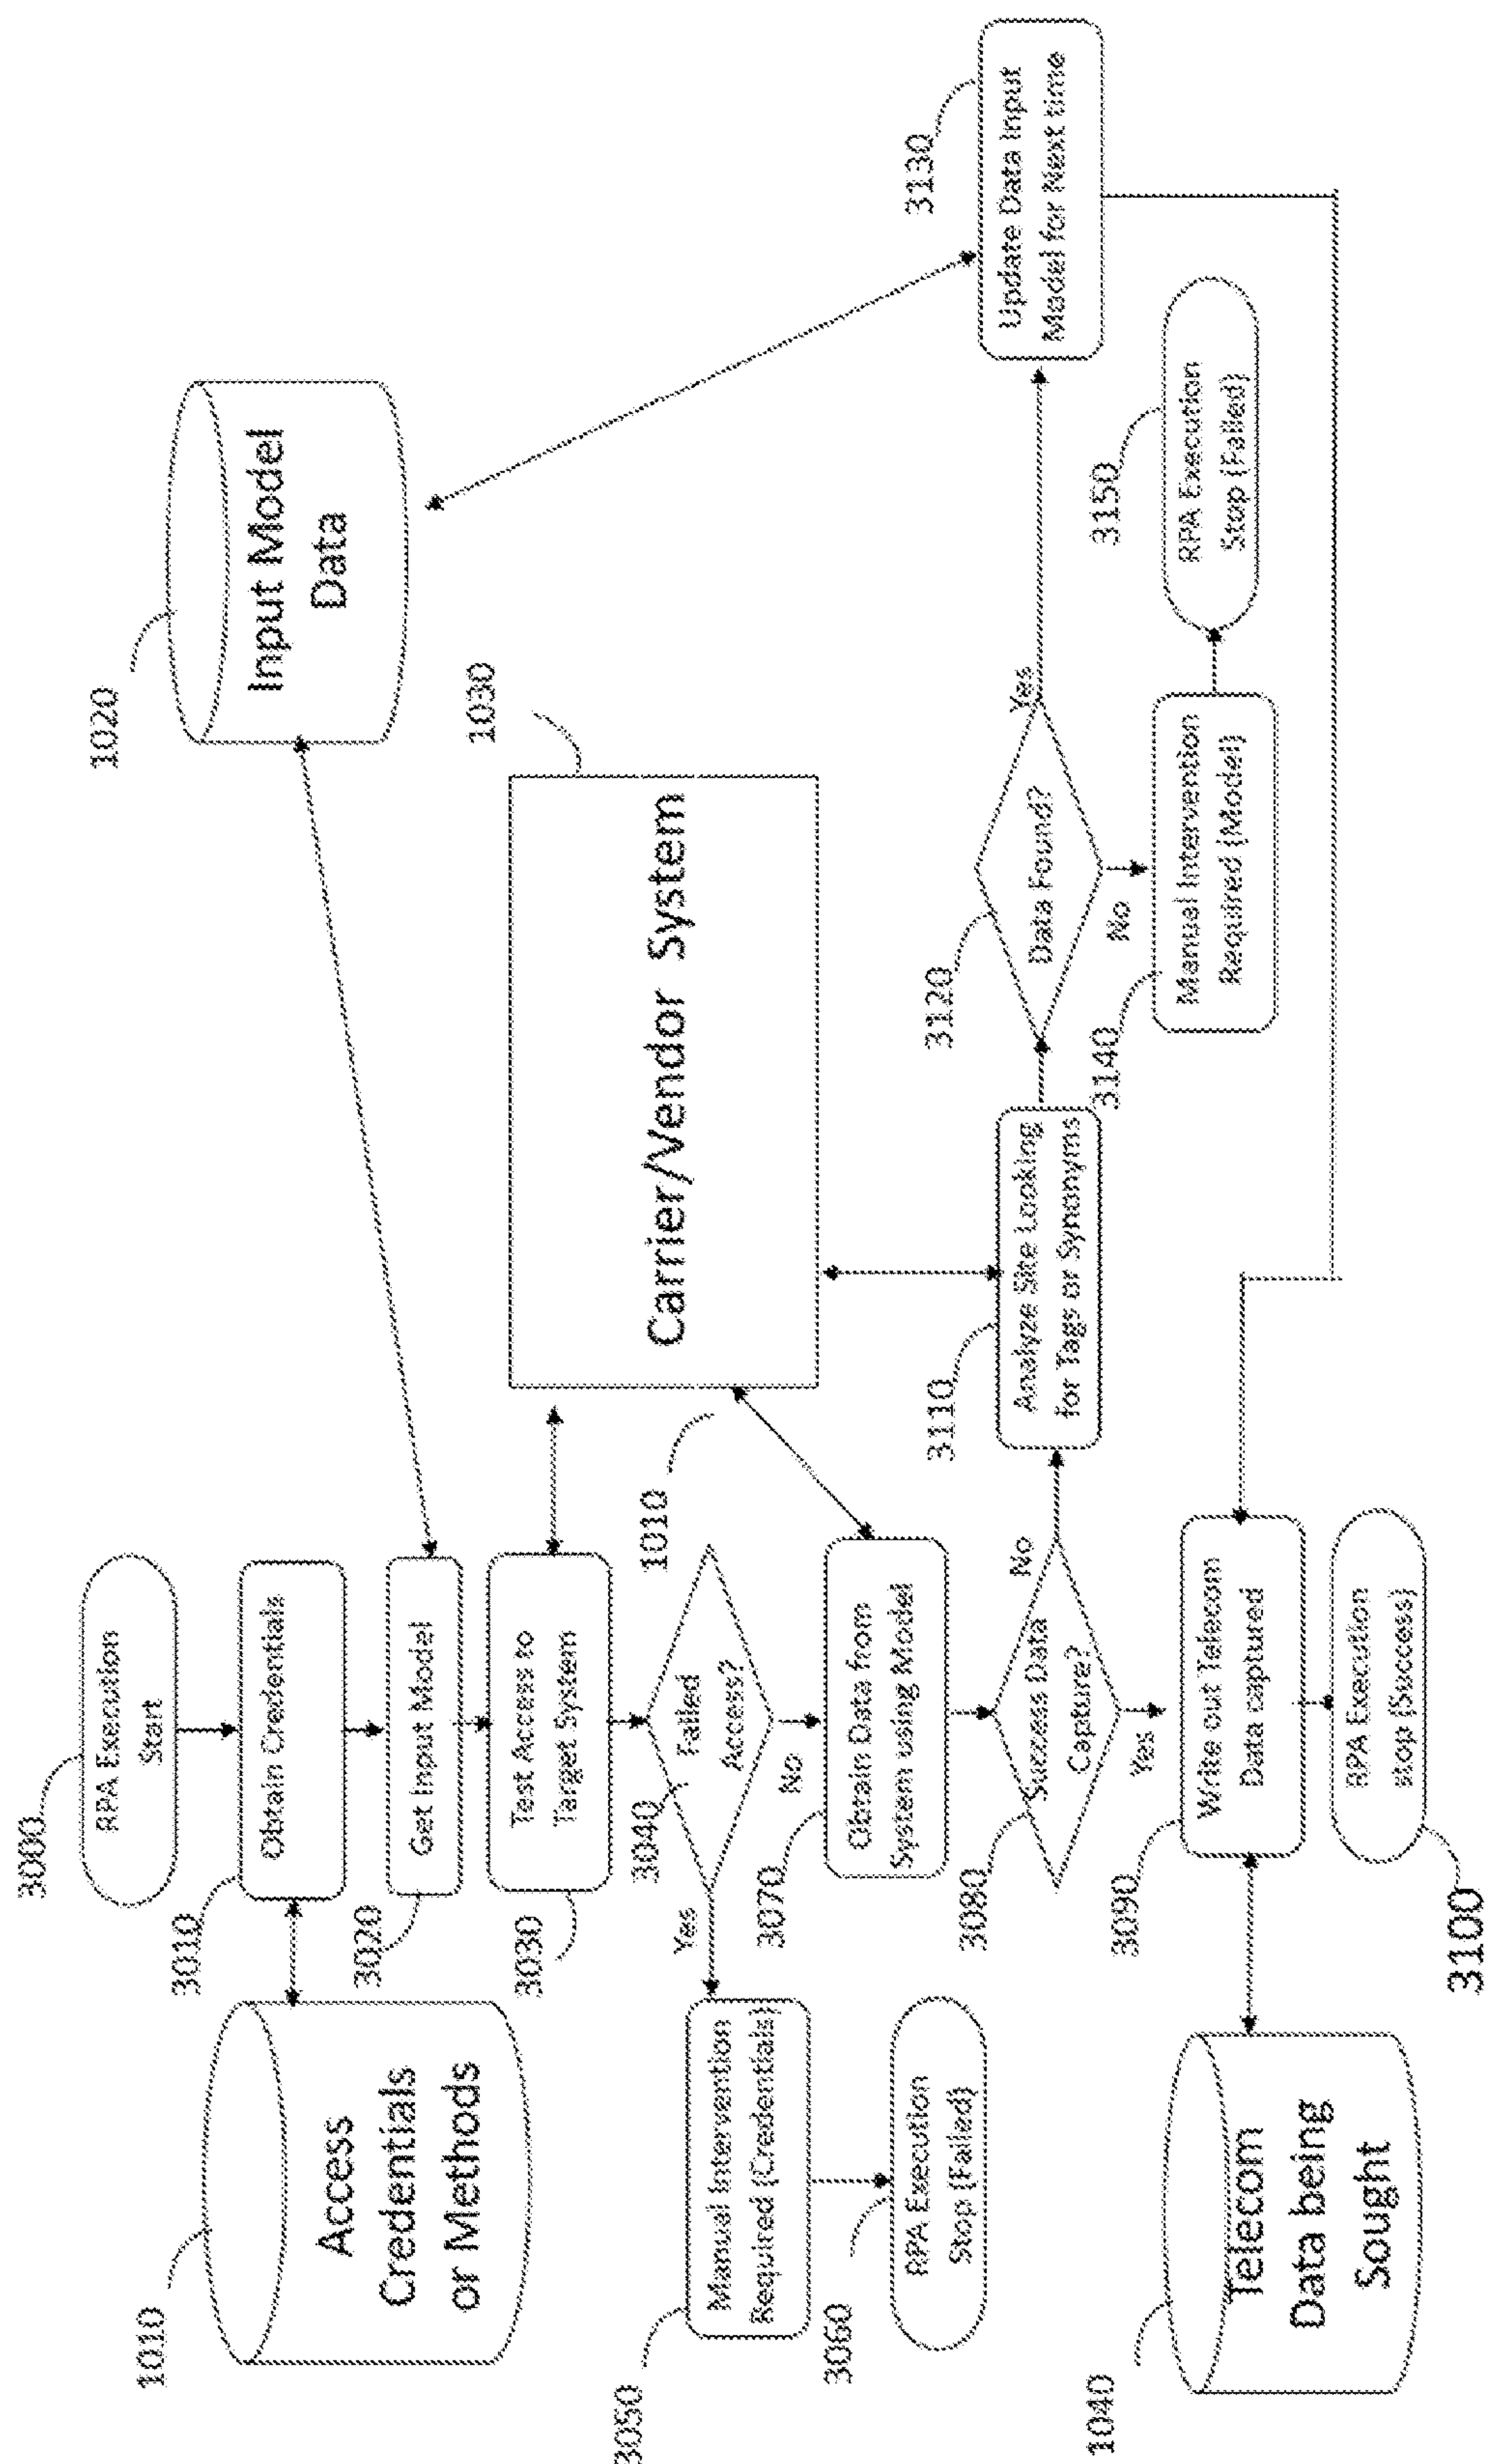 3000
RPA Execution
Start
1010
Access
Credentials
or Methods
3010
Obtain Credentials
1020
Input Model
Data
3020
Get Input Model
3030
Test Access to
Target System
1030
Carrier/Vendor System
3040
Failed
Access?
Yes
No
1010
3050
Manual Intervention
Required (Credentials)
3060
RPA Execution
Stop (Failed)
3070
Obtain Data from
System using Model
3080
Success Data
Capture?
No
Yes
3110
Analyze Site Looking
for Tags or Synonyms
3120
Data Found?
Yes
No
3130
Update Data Input
Model for Next time
3140
Manual Intervention
Required (Model)
3150
RPA Execution
Stop (Failed)
1040
Telecom
Data being
Sought
3090
Write out Telecom
Data captured
RPA Execution
stop (Success)
3100